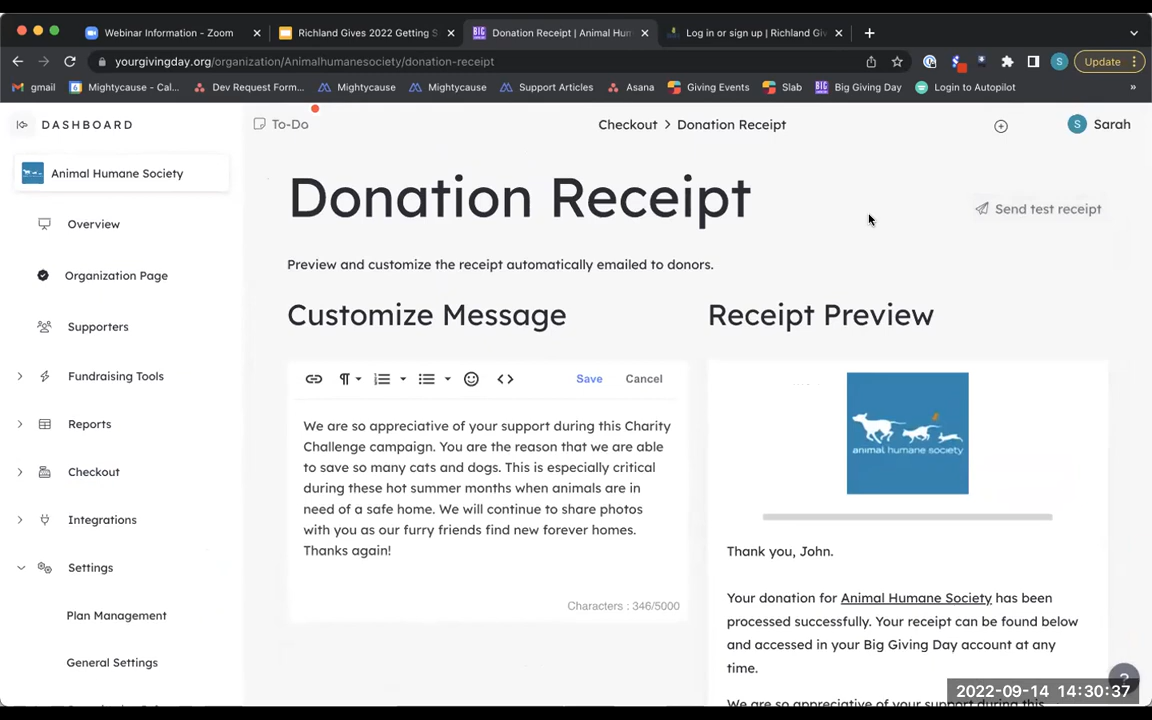 Webinar Information - Zoom
Richland Gives 2022 Getting S
Donation Receipt | Animal Hum
Log in or sign up | Richland Giv
yourgivingday.org/organization/Animalhumanesociety/donation-receipt
S
Update
gmail
Mightycause - Cal...
Dev Request Form...
Mightycause
Mightycause
Support Articles
Asana
Giving Events
Slab
Big Giving Day
Login to Autopilot
»
DASHBOARD
To-Do
Checkout > Donation Receipt
S Sarah
Animal Humane Society
Overview
Organization Page
Supporters
Fundraising Tools
Reports
Checkout
Integrations
Settings
Plan Management
General Settings
Donation Receipt
Send test receipt
Preview and customize the receipt automatically emailed to donors.
Customize Message
Save
Cancel
We are so appreciative of your support during this Charity
Challenge campaign. You are the reason that we are able
to save so many cats and dogs. This is especially critical
during these hot summer months when animals are in
need of a safe home. We will continue to share photos
with you as our furry friends find new forever homes.
Thanks again!
Characters : 346/5000
Receipt Preview
animal humane society
Thank you, John.
Your donation for Animal Humane Society has been
processed successfully. Your receipt can be found below
and accessed in your Big Giving Day account at any
time.
We are so appreciative of your support during this
?
2022-09-14 14:30:37